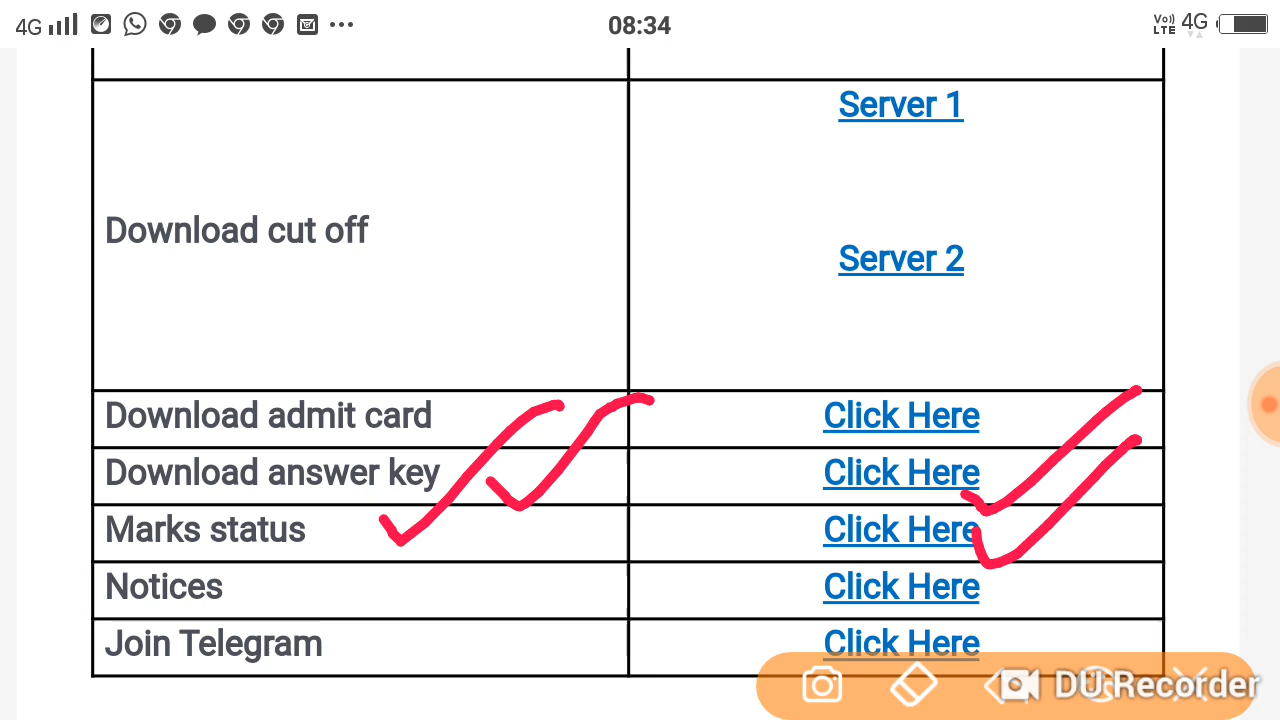 4G 08:34 Vo)) LTE 4G
Server 1
Download cut off
Server 2
Download admit card Click Here
Download answer key Click Here
Marks status Click Here
Notices Click Here
Join Telegram Click Here
DU Recorder